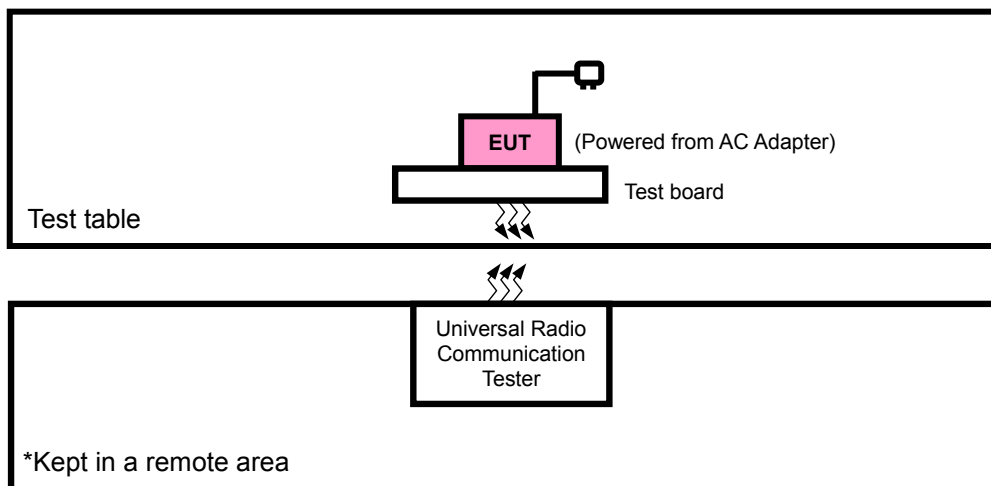 EUT
(Powered from AC Adapter)
Test board
Test table
Universal Radio
Communication
Tester
*Kept in a remote area